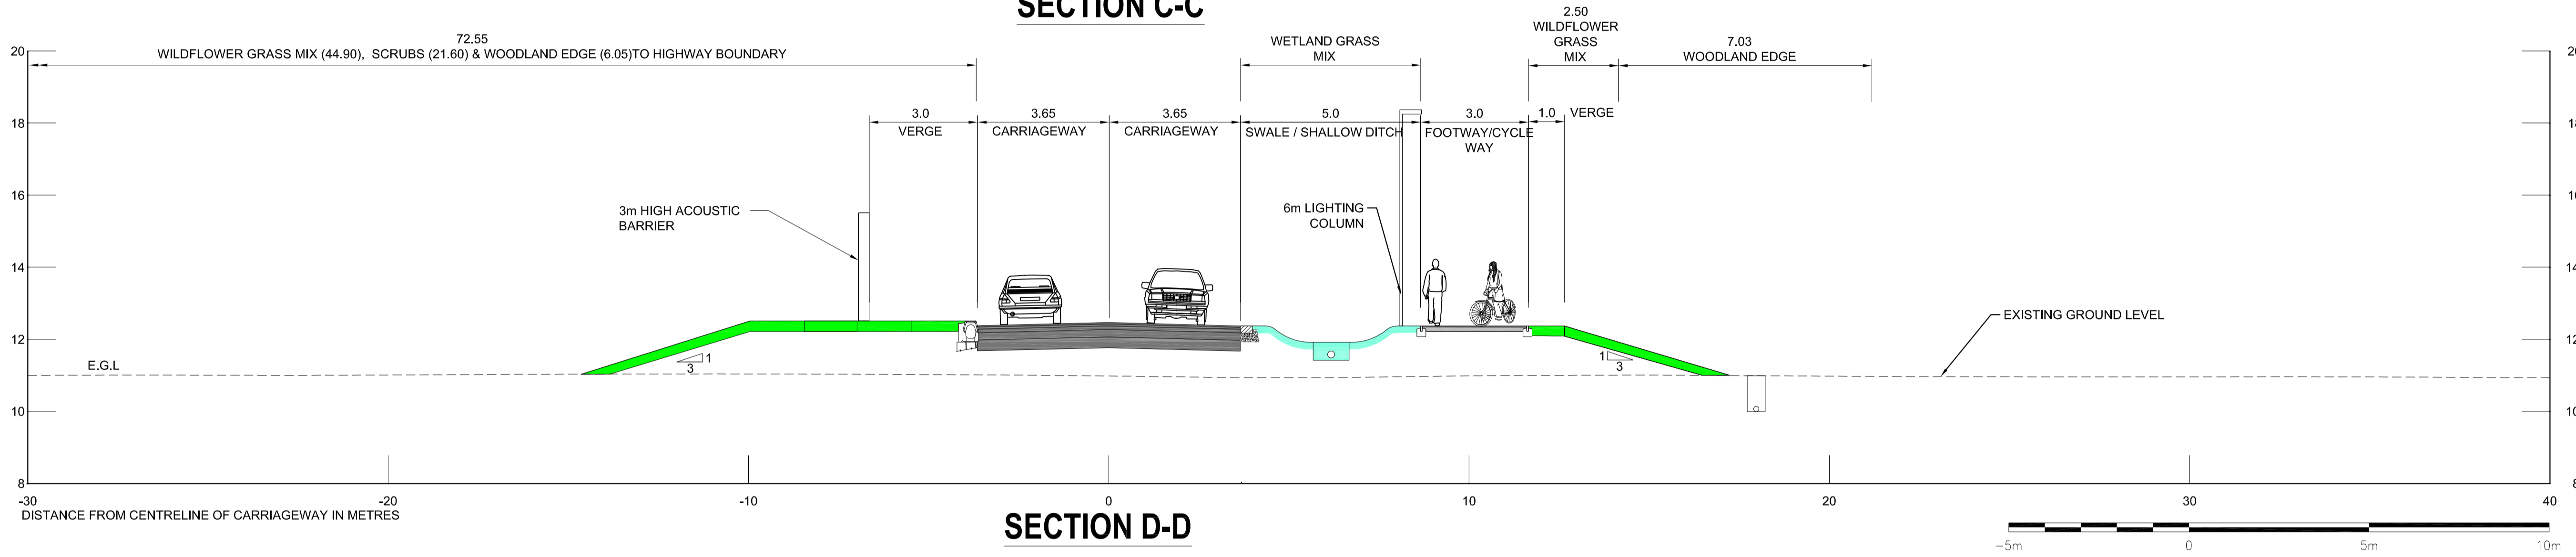 SECTION C-C
72.55
WILDFLOWER GRASS MIX (44.90), SCRUBS (21.60) & WOODLAND EDGE (6.05)TO HIGHWAY BOUNDARY
WETLAND GRASS
MIX
2.50
WILDFLOWER
GRASS
MIX
7.03
WOODLAND EDGE
3.0
VERGE
3.65
CARRIAGEWAY
3.65
CARRIAGEWAY
5.0
SWALE / SHALLOW DITCH
3.0
FOOTWAY/CYCLE
WAY
1.0 VERGE
3m HIGH ACOUSTIC
BARRIER
6m LIGHTING
COLUMN
EXISTING GROUND LEVEL
E.G.L
1
3
1
3
20
18
16
14
12
10
8
-30 -20 -10 0 10 20 30 40
DISTANCE FROM CENTRELINE OF CARRIAGEWAY IN METRES
SECTION D-D
-5m 0 5m 10m